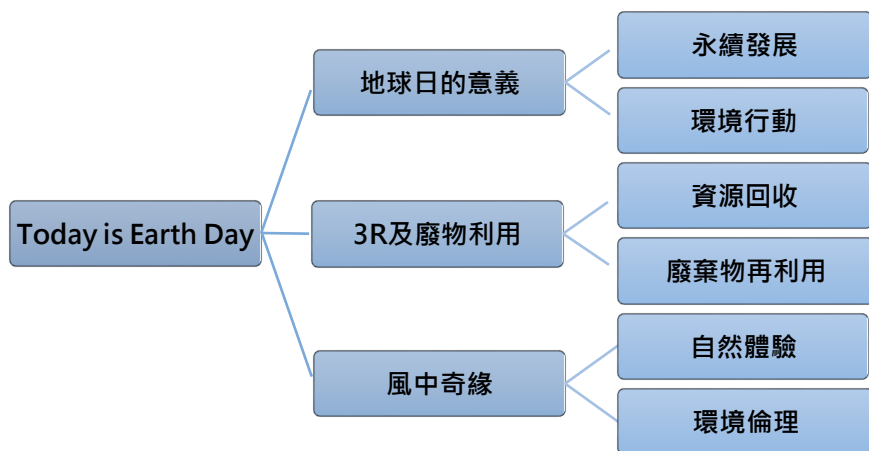 Today is Earth Day
地球日的意義
永續發展
環境行動
3R及廢物利用
資源回收
廢棄物再利用
風中奇緣
自然體驗
環境倫理